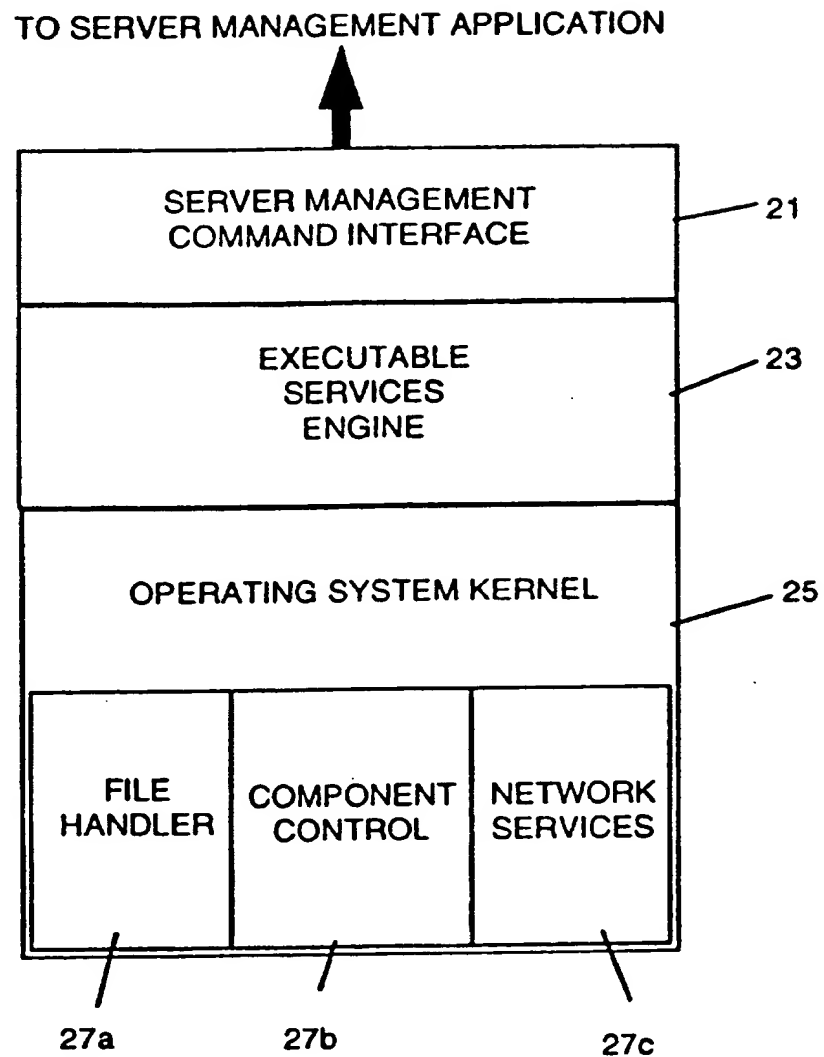 TO SERVER MANAGEMENT APPLICATION
SERVER MANAGEMENT
COMMAND INTERFACE
21
EXECUTABLE
SERVICES
ENGINE
23
OPERATING SYSTEM KERNEL
25
FILE
HANDLER
COMPONENT
CONTROL
NETWORK
SERVICES
27a
27b
27c